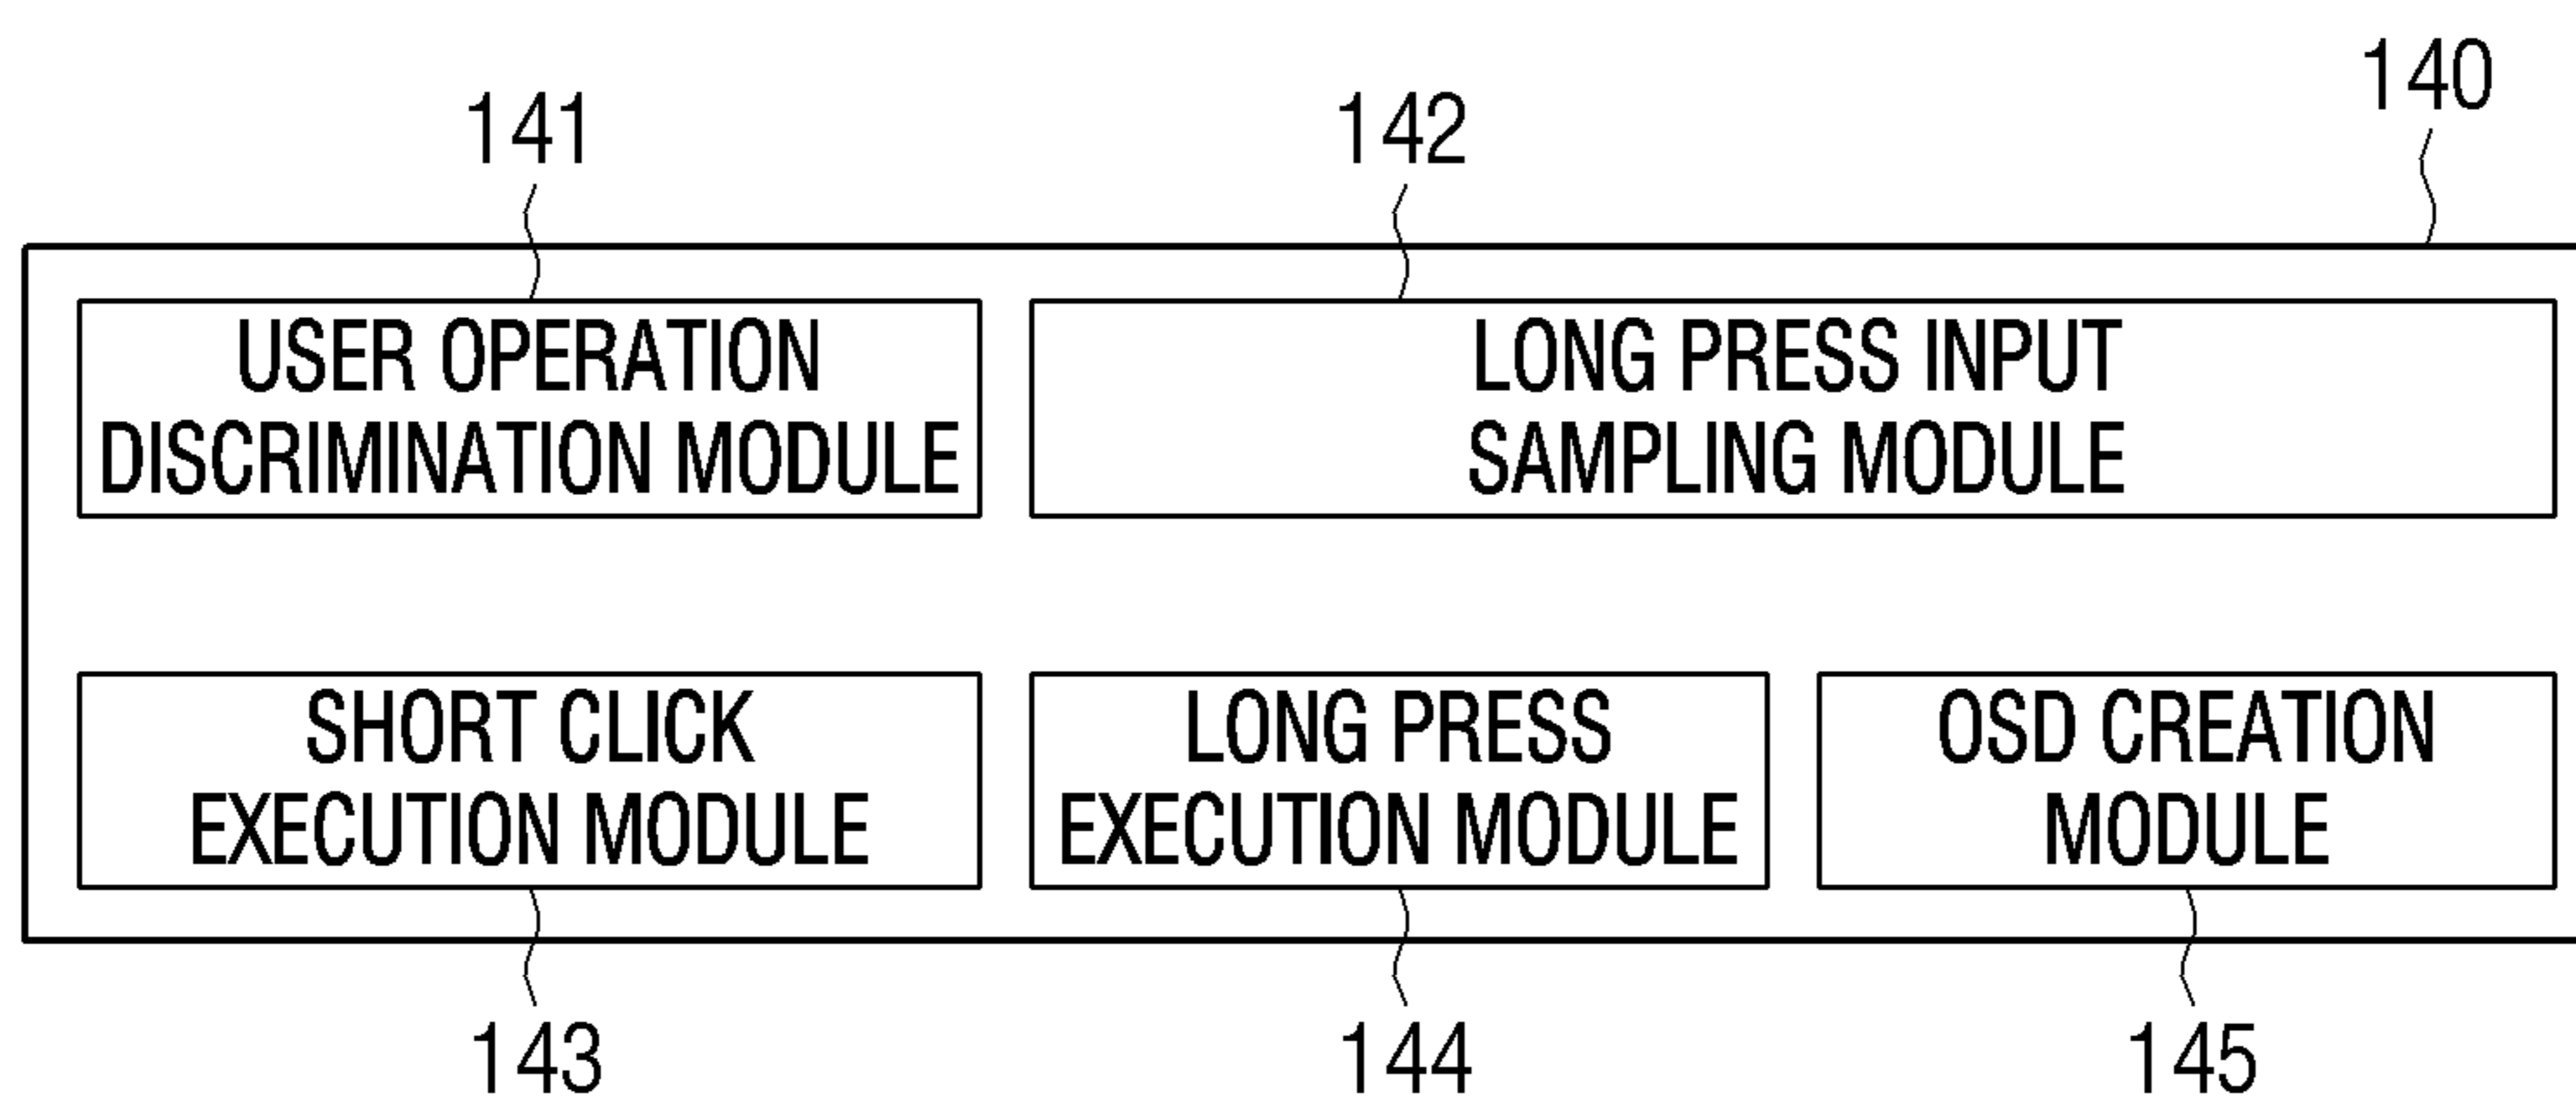 140
141
142
USER OPERATION
DISCRIMINATION MODULE
LONG PRESS INPUT
SAMPLING MODULE
SHORT CLICK
EXECUTION MODULE
LONG PRESS
EXECUTION MODULE
OSD CREATION
MODULE
143
144
145